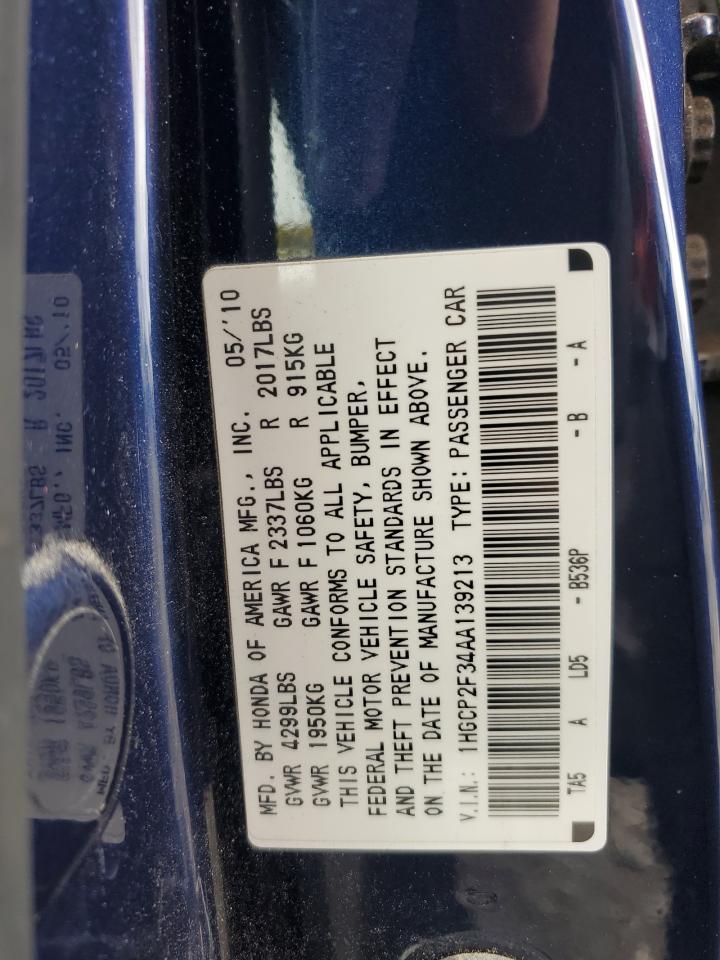 MFD. BY HONDA OF AMERICA MFG., INC. 05/'10
GVWR 4299LBS GAWR F 2337LBS R 2017LBS
GVWR 1950KG GAWR F 1060KG R 915KG
THIS VEHICLE CONFORMS TO ALL APPLICABLE
FEDERAL MOTOR VEHICLE SAFETY, BUMPER,
AND THEFT PREVENTION STANDARDS IN EFFECT
ON THE DATE OF MANUFACTURE SHOWN ABOVE.
V.I.N.: 1HGCP2F34AA139213 TYPE: PASSENGER CAR
TA5 A LD5 - B536P - B - A